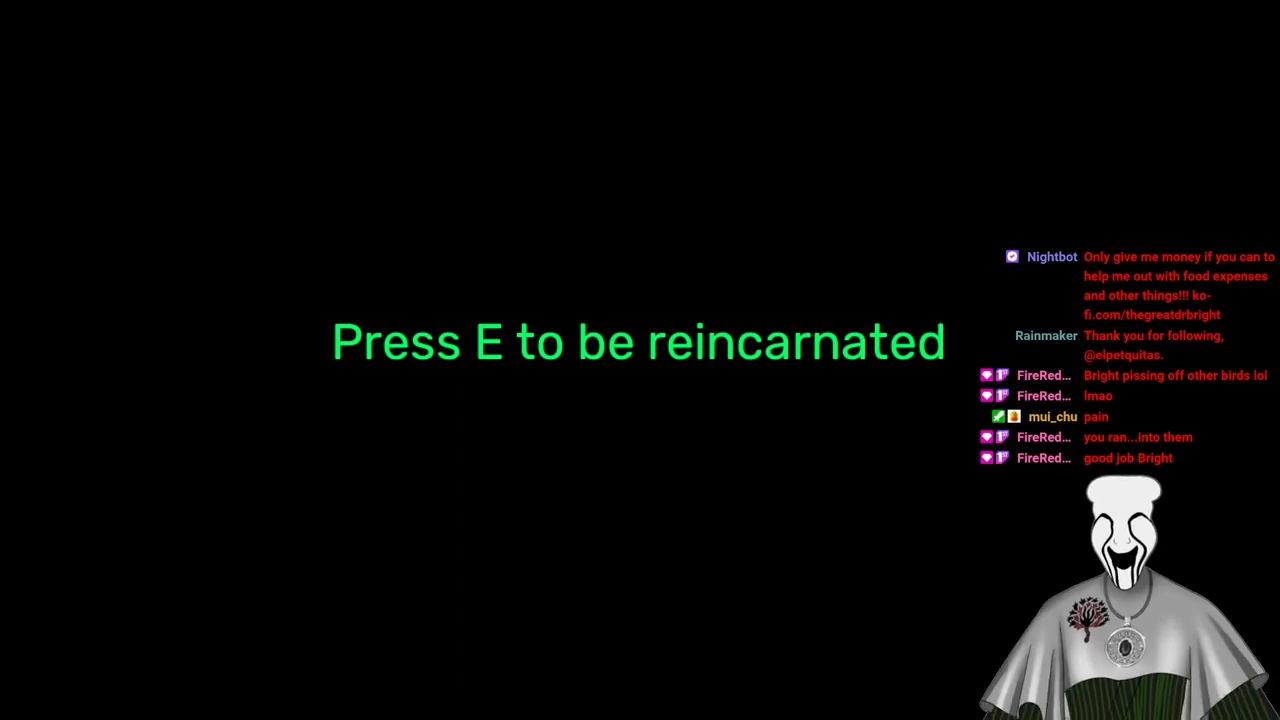 Press E to be reincarnated
Nightbot Only give me money if you can to
help me out with food expenses
and other things!!! ko-
fi.com/thegreatdrbright
Rainmaker Thank you for following,
@elpetquitas.
FireRed... Bright pissing off other birds lol
FireRed... lmao
mui_chu pain
FireRed... you ran...into them
FireRed... good job Bright